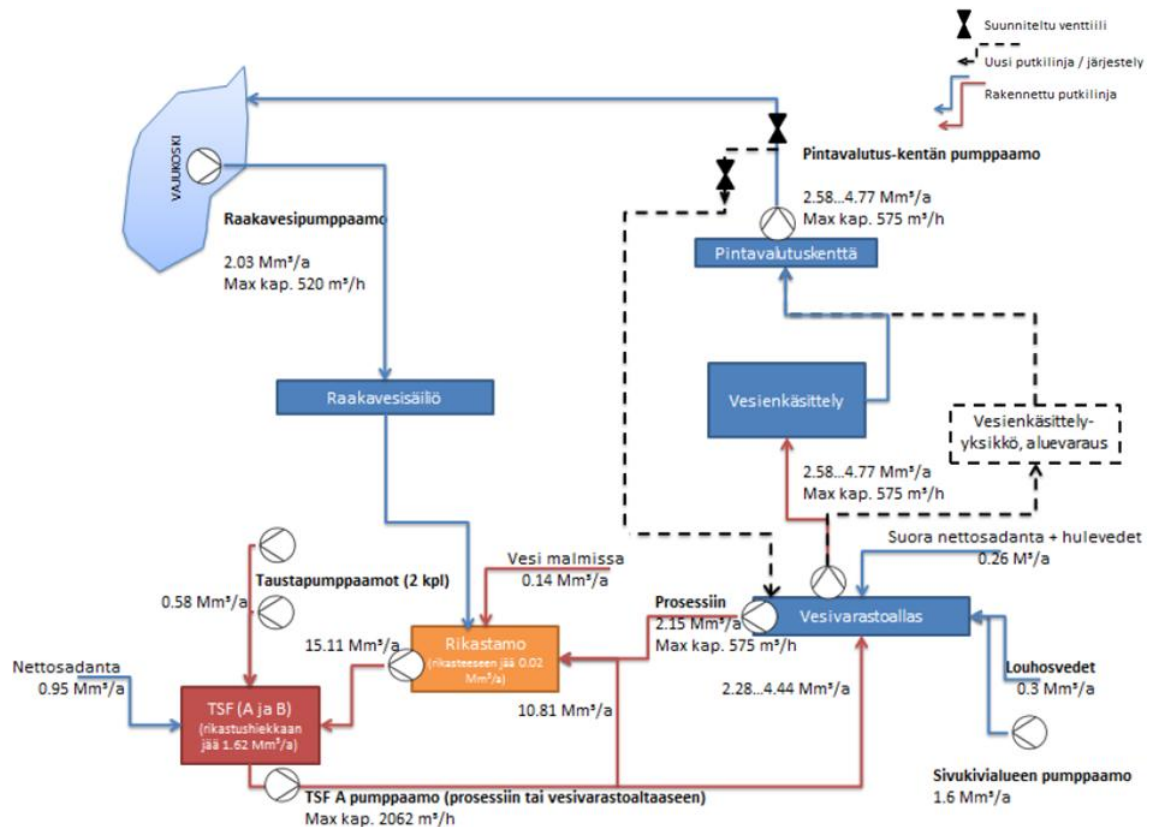 Suunniteltu venttiili
Uusi putkilinja / järjestely
Rakennettu putkilinja
VAJUKOSKI
Pintavalutus-kentän pumppaamo
2.58...4.77 Mm³/a
Max kap. 575 m³/h
Raakavesipumppaamo
2.03 Mm³/a
Max kap. 520 m³/h
Pintavalutuskenttä
Raakavesisäiliö
Vesienkäsittely
Vesienkäsittely-
yksikkö, aluevaraus
2.58...4.77 Mm³/a
Max kap. 575 m³/h
Suora nettosadanta + hulevedet
0.26 M³/a
Vesi malmissa
0.14 Mm³/a
Taustapumppaamot (2 kpl)
0.58 Mm³/a
Prosessiin
2.15 Mm³/a
Max kap. 575 m³/h
Vesivarastoallas
15.11 Mm³/a
Rikastamo
(rikasteeseen jää 0.02
Mm³/a)
Nettosadanta
0.95 Mm³/a
Louhosvedet
0.3 Mm³/a
2.28...4.44 Mm³/a
10.81 Mm³/a
TSF (A ja B)
(rikastushiekkaan
jää 1.62 Mm³/a)
Sivukivialueen pumppaamo
1.6 Mm³/a
TSF A pumppaamo (prosessiin tai vesivarastoaltaaseen)
Max kap. 2062 m³/h